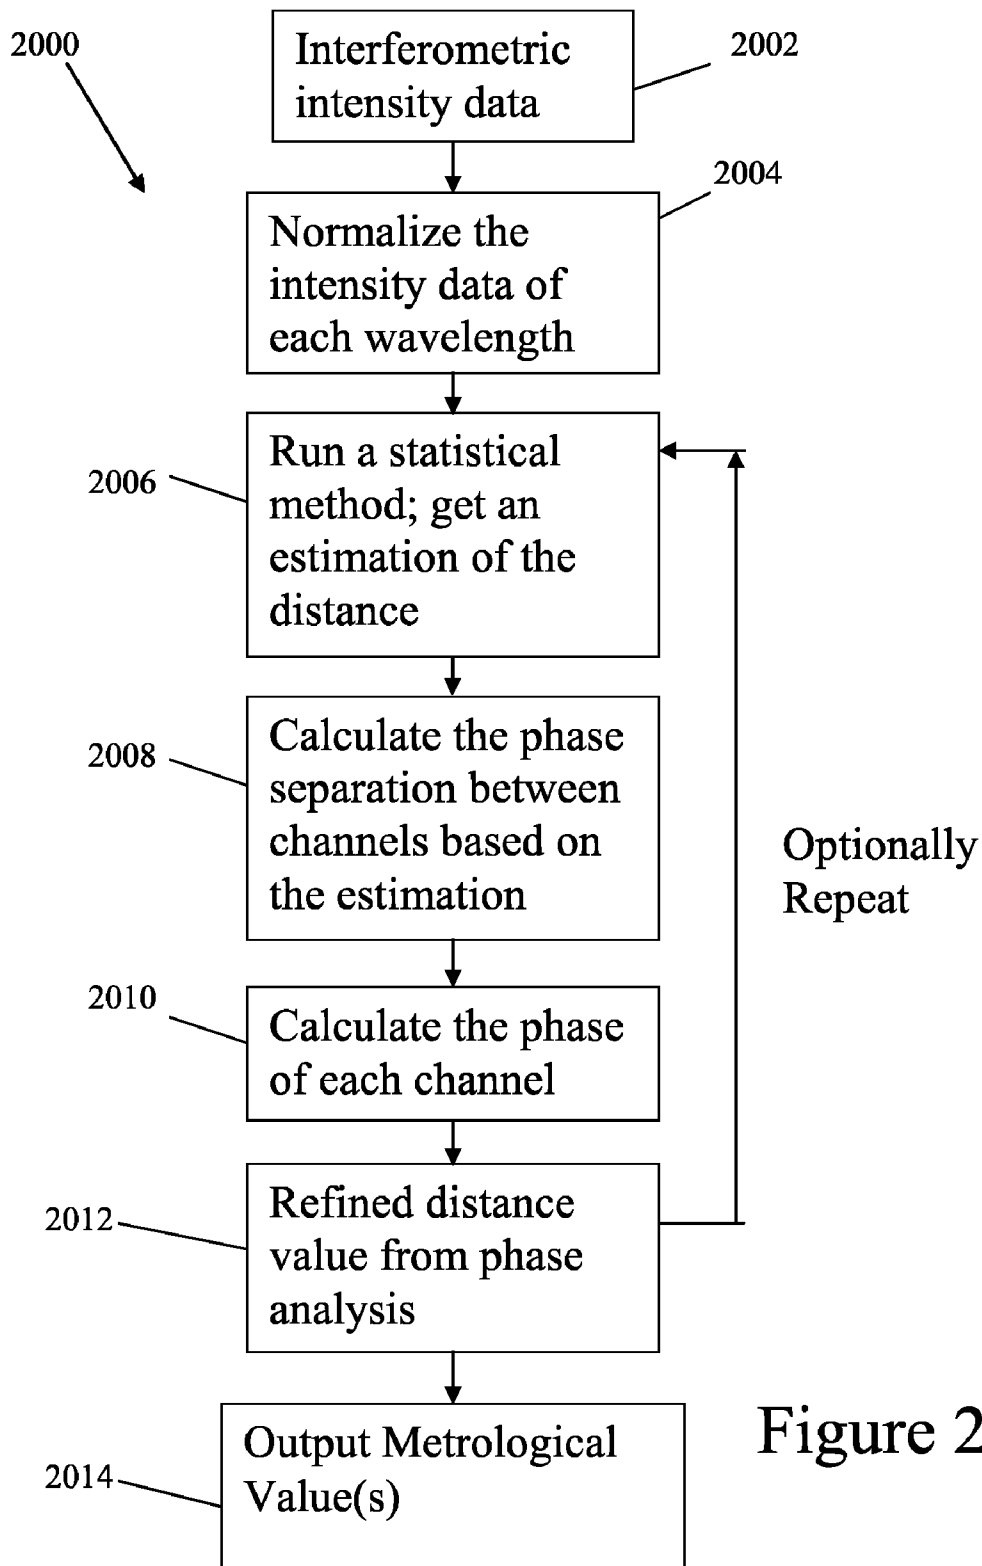 2000
Interferometric
intensity data
2002
2004
Normalize the
intensity data of
each wavelength
2006
Run a statistical
method; get an
estimation of the
distance
2008
Calculate the phase
separation between
channels based on
the estimation
Optionally
Repeat
2010
Calculate the phase
of each channel
2012
Refined distance
value from phase
analysis
Figure 2
2014
Output Metrological
Value(s)